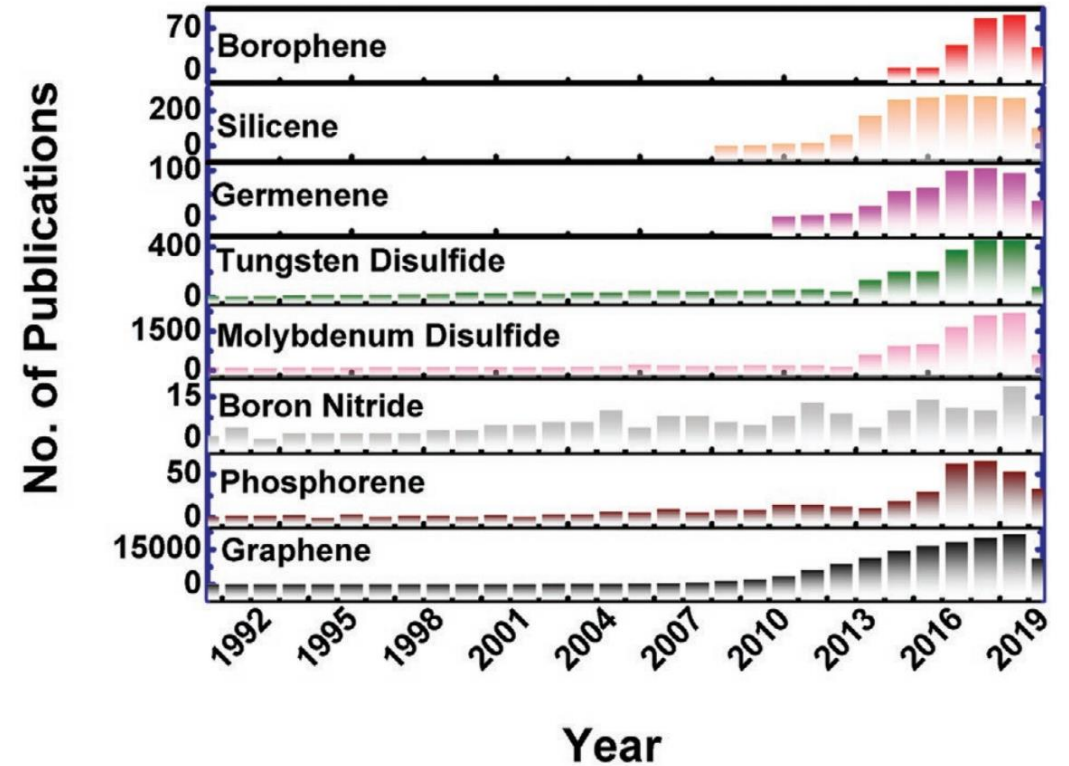 No. of Publications
70
Borophene
0
200
Silicene
0
100
Germenene
0
400
Tungsten Disulfide
0
1500
Molybdenum Disulfide
0
15
Boron Nitride
0
50
Phosphorene
0
15000
Graphene
0
1992 1995 1998 2001 2004 2007 2010 2013 2016 2019
Year